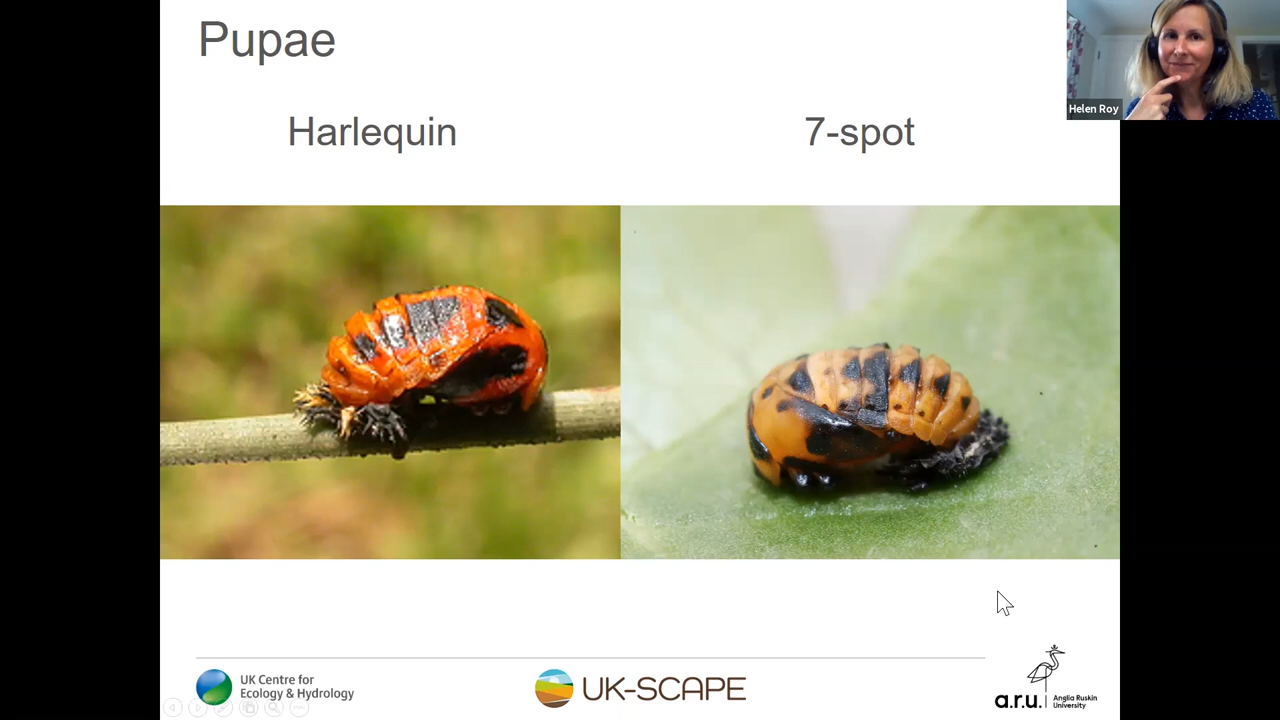 Pupae
Helen Roy
Harlequin
7-spot
UK Centre for
Ecology & Hydrology
UK-SCAPE
a.r.u.
Anglia Ruskin
University